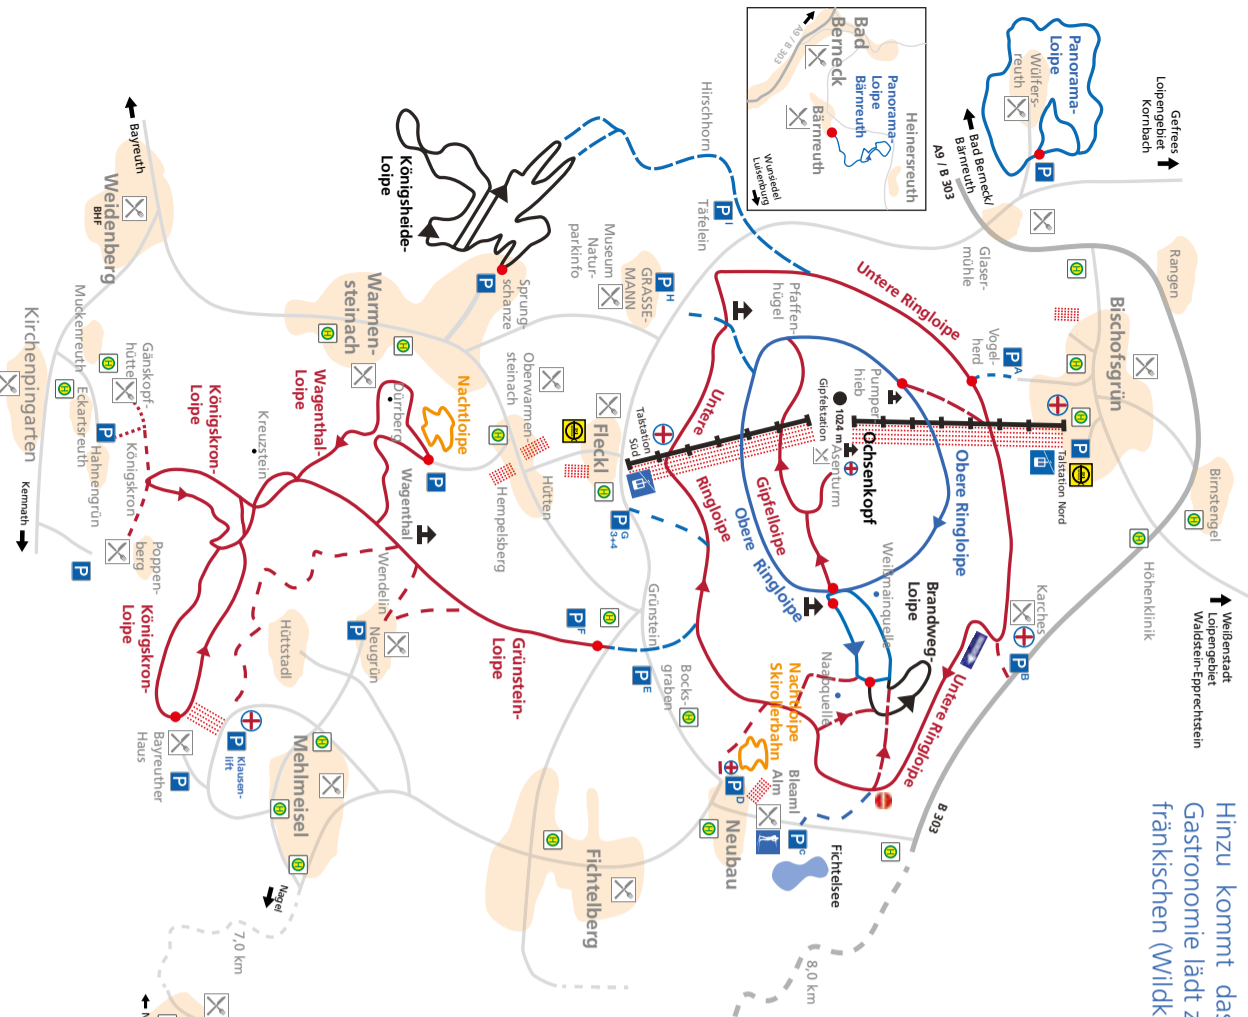 Hinzu kommt das
Gastronomie lädt z
fränkischen (Wildk
Gefrees
Loipengebiet
Kornbach
Panorama-
Loipe
Wülfers-
reuth
P
Bad Berneck/
Bärnreuth
A9 / B 303
Heinersreuth
Panorama-
Loipe
Bärnreuth
Bad
Berneck
A9 / B 303
Bärnreuth
Wunsiedel
Luisenburg
Rangen
Glaser-
mühle
Bischofsgrün
H
H
H
Birnstengel
H
H
Höhenklinik
Weißenstadt
Loipengebiet
Waldstein-Epprechtstein
Hirschhorn
P I
Täfelein
Untere Ringloipe
Vogel-
herd
P A
P
BUS
Talstation Nord
Pfaffen-
hügel
Pumper-
hieb
1024 m
Gipfelstation
Ochsenkopf
Asenturm
Obere Ringloipe
Gipfelloipe
Obere
Ringloipe
Weißmainquelle
Brandweg-
Loipe
Karches
P B
Untere Ringloipe
B 303
Naabquelle
Nachtloipe
Skirollerbahn
Bleaml
Alm
P D
P C
Fichtelsee
Neubau
H
H
8,0 km
GRASSE-
MANN
P H
Museum
Natur-
parkinfo
Untere
Ringloipe
Talstation
Süd
Fleckl
BUS
H
P G
3+4
Grünstein
H
P F
P E
Bocks-
graben
H
Königsheide-
Loipe
P
Sprung-
schanze
Oberwarmen-
steinach
H
Hütten
Hempelsberg
Warmen-
steinach
H
H
Nachtloipe
Dürrberg
P
Wagenthal
Wagenthal-
Loipe
Kreuzstein
Königskron-
Loipe
Wendelin
Neugrün
P
Hüttstadl
Grünstein-
Loipe
Bayreuth
Weidenberg
BHF
Muckenreuth
Gänskopf-
hütte
H
H
Eckartsreuth
P
Hahnengrün
Königskron
Kirchenpingarten
Kemnath
Poppen-
berg
P
Königskron-
Loipe
Bayreuther
Haus
P
P
Klausen-
lift
Mehlmeisel
H
H
H
Nagel
7,0 km
Fichtelberg
H